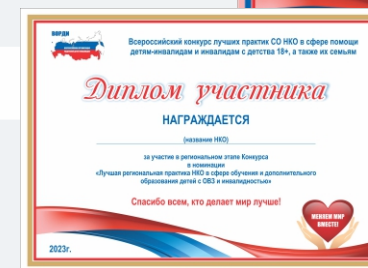 ВОРДИ
Всероссийский конкурс лучших практик СО НКО в сфере помощи
детям-инвалидам и инвалидам с детства 18+, а также их семьям
Диплом участника
НАГРАЖДАЕТСЯ
(название НКО)
за участие в региональном этапе Конкурса
в номинации
«Лучшая региональная практика НКО в сфере обучения и дополнительного
образования детей с ОВЗ и инвалидностью»
Спасибо всем, кто делает мир лучше!
МЕНЯЕМ МИР
ВМЕСТЕ!
2023г.